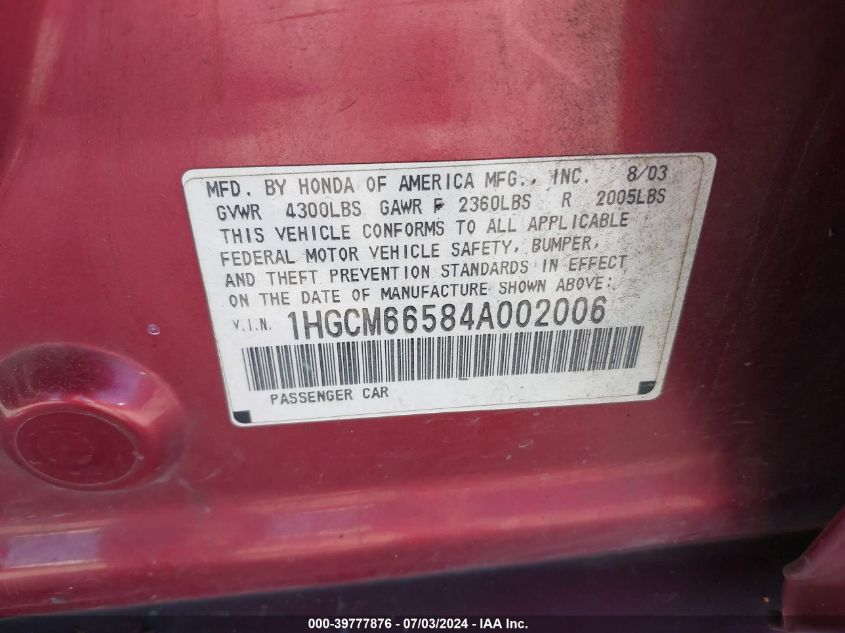 MFD. BY HONDA OF AMERICA MFG., INC. 8/03
GVWR 4300LBS GAWR F 2360LBS R 2005LBS
THIS VEHICLE CONFORMS TO ALL APPLICABLE
FEDERAL MOTOR VEHICLE SAFETY, BUMPER,
AND THEFT PREVENTION STANDARDS IN EFFECT
ON THE DATE OF MANUFACTURE SHOWN ABOVE:
V.I.N. 1HGCM66584A002006
PASSENGER CAR
000-39777876 - 07/03/2024 - IAA Inc.